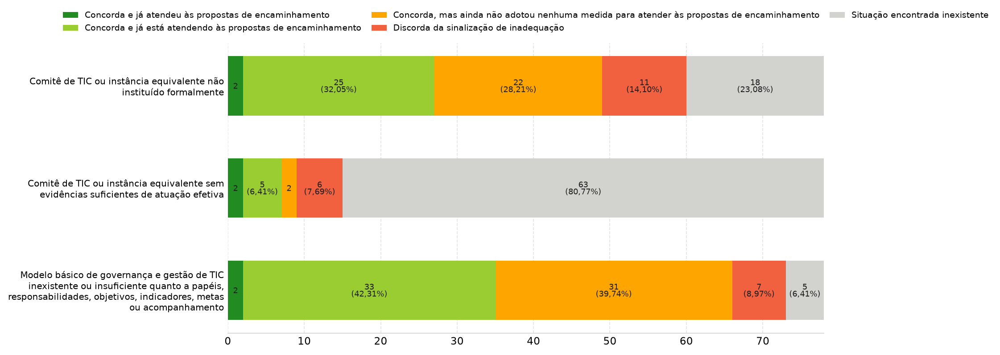 Concorda e já atendeu às propostas de encaminhamento
Concorda e já está atendendo às propostas de encaminhamento
Concorda, mas ainda não adotou nenhuma medida para atender às propostas de encaminhamento
Discorda da sinalização de inadequação
Situação encontrada inexistente
Comitê de TIC ou instância equivalente não
instituído formalmente
2
25
(32,05%)
22
(28,21%)
11
(14,10%)
18
(23,08%)
Comitê de TIC ou instância equivalente sem
evidências suficientes de atuação efetiva
2
5
(6,41%)
2
6
(7,69%)
63
(80,77%)
Modelo básico de governança e gestão de TIC
inexistente ou insuficiente quanto a papéis,
responsabilidades, objetivos, indicadores, metas
ou acompanhamento
2
33
(42,31%)
31
(39,74%)
7
(8,97%)
5
(6,41%)
0 10 20 30 40 50 60 70